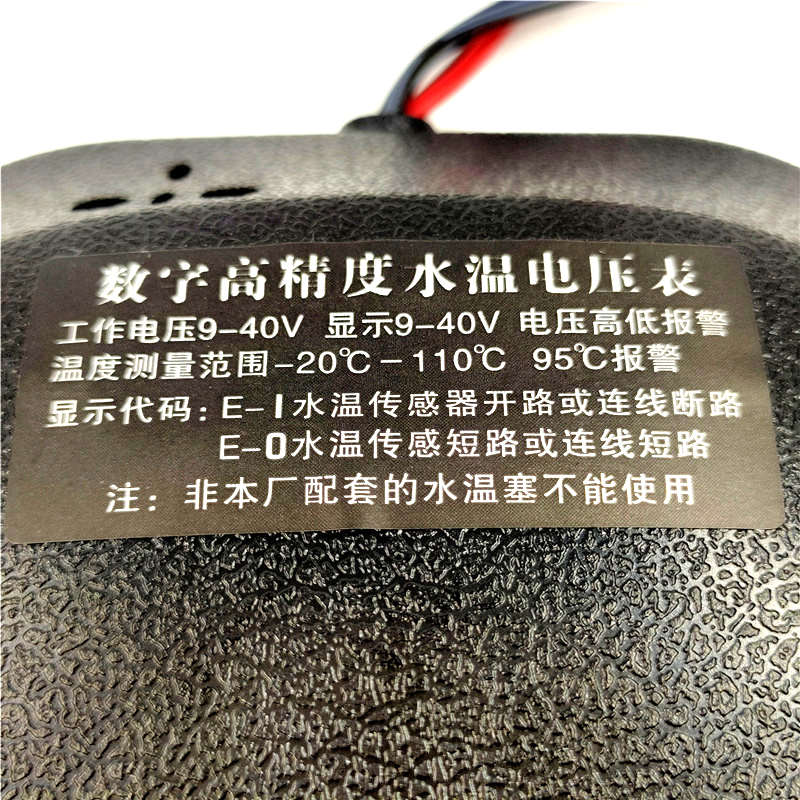 数字高精度水温电压表
工作电压9-40V 显示9-40V 电压高低报警
温度测量范围-20℃-110℃ 95℃报警
显示代码：E-1水温传感器开路或连线断路
E-0水温传感短路或连线短路
注：非本厂配套的水温塞不能使用